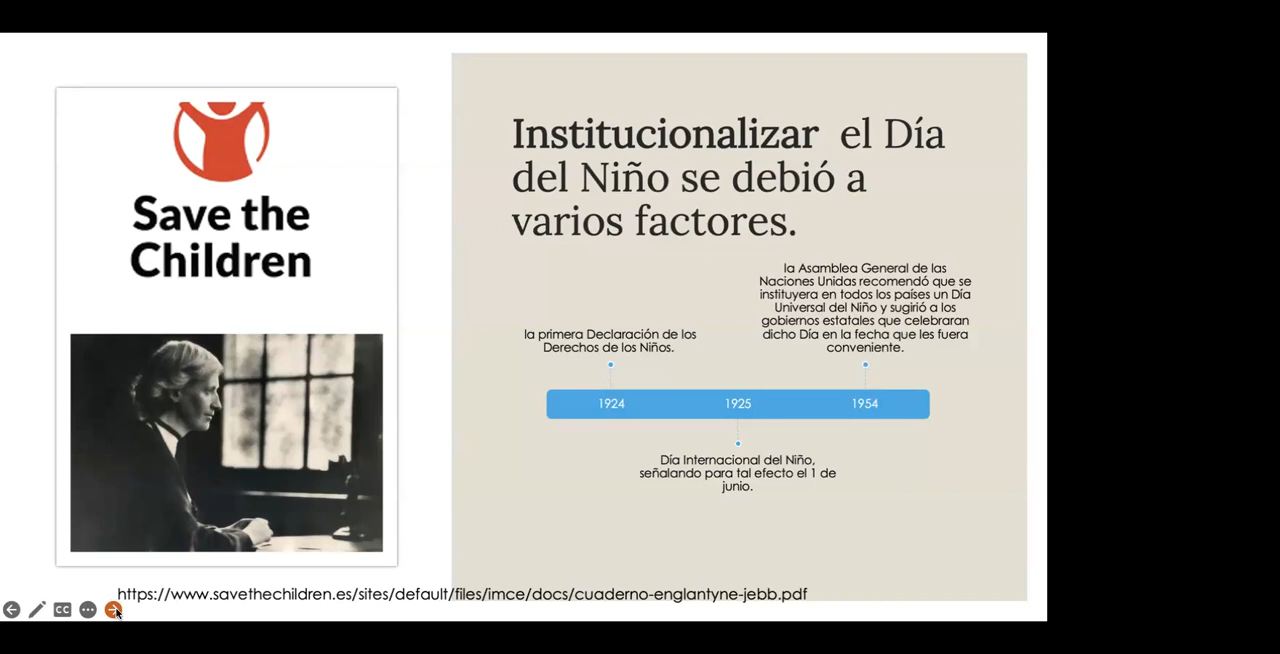 Save the
Children
Institucionalizar el Día
del Niño se debió a
varios factores.
la primera Declaración de los
Derechos de los Niños.
la Asamblea General de las
Naciones Unidas recomendó que se
instituyera en todos los países un Día
Universal del Niño y sugirió a los
gobiernos estatales que celebraran
dicho Día en la fecha que les fuera
conveniente.
1924
1925
1954
Día Internacional del Niño,
señalando para tal efecto el 1 de
junio.
https://www.savethechildren.es/sites/default/files/imce/docs/cuaderno-englantyne-jebb.pdf
CC